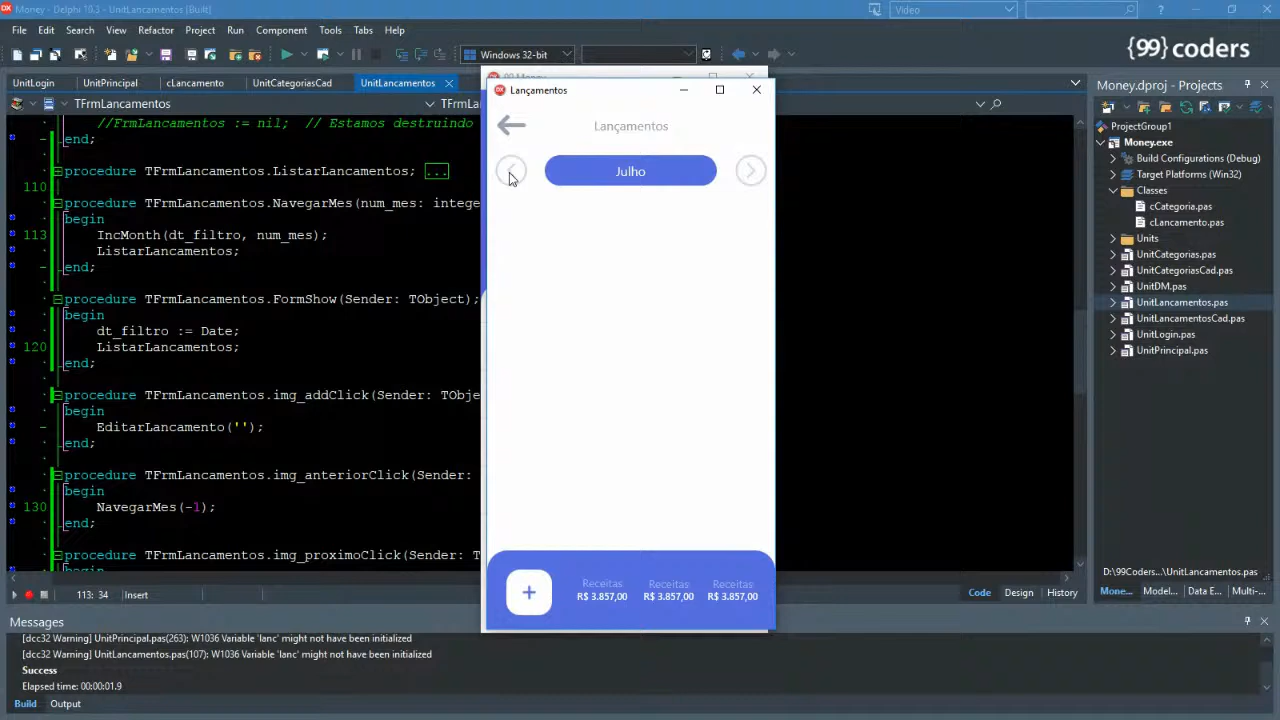 Money - Delphi 10.3 - UnitLancamentos [Built]
Video
File Edit Search View Refactor Project Run Component Tools Tabs Help
Windows 32-bit
{99} coders
UnitLogin UnitPrincipal cLancamento UnitCategoriasCad UnitLancamentos
TFrmLancamentos
//FrmLancamentos := nil; // Estamos destruindo
end;
procedure TFrmLancamentos.ListarLancamentos; ...
110
procedure TFrmLancamentos.NavegarMes(num_mes: intege
begin
113 IncMonth(dt_filtro, num_mes);
ListarLancamentos;
end;
procedure TFrmLancamentos.FormShow(Sender: TObject);
begin
dt_filtro := Date;
120 ListarLancamentos;
end;
procedure TFrmLancamentos.img_addClick(Sender: TObje
begin
EditarLancamento('');
end;
procedure TFrmLancamentos.img_anteriorClick(Sender:
begin
130 NavegarMes(-1);
end;
procedure TFrmLancamentos.img_proximoClick(Sender: T
113: 34 Insert
Code Design History
Lançamentos
Lançamentos
Julho
+
Receitas Receitas Receitas
R$ 3.857,00 R$ 3.857,00 R$ 3.857,00
Money.dproj - Projects
ProjectGroup1
Money.exe
Build Configurations (Debug)
Target Platforms (Win32)
Classes
cCategoria.pas
cLancamento.pas
Units
UnitCategorias.pas
UnitCategoriasCad.pas
UnitDM.pas
UnitLancamentos.pas
UnitLancamentosCad.pas
UnitLogin.pas
UnitPrincipal.pas
D:\99Coders...\UnitLancamentos.pas
Mone... Model... Data E... Multi-...
Messages
[dcc32 Warning] UnitPrincipal.pas(263): W1036 Variable 'lanc' might not have been initialized
[dcc32 Warning] UnitLancamentos.pas(107): W1036 Variable 'lanc' might not have been initialized
Success
Elapsed time: 00:00:01.9
Build Output